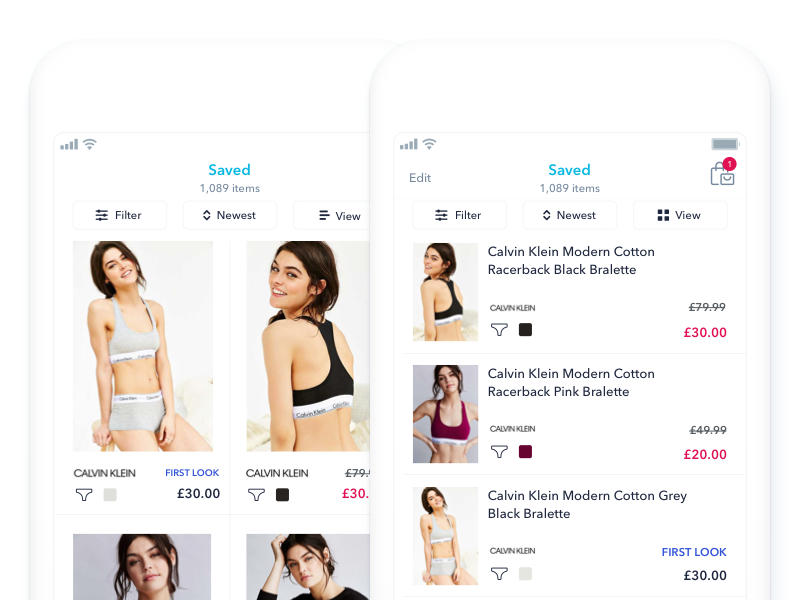 Saved
1,089 items
Filter
Newest
View
CALVIN KLEIN
FIRST LOOK
£30.00
CALVIN KLEIN
£79.
£30.
Edit
Saved
1,089 items
1
Filter
Newest
View
Calvin Klein Modern Cotton
Racerback Black Bralette
CALVIN KLEIN
£79.99
£30.00
Calvin Klein Modern Cotton
Racerback Pink Bralette
CALVIN KLEIN
£49.99
£20.00
Calvin Klein Modern Cotton Grey
Black Bralette
CALVIN KLEIN
FIRST LOOK
£30.00